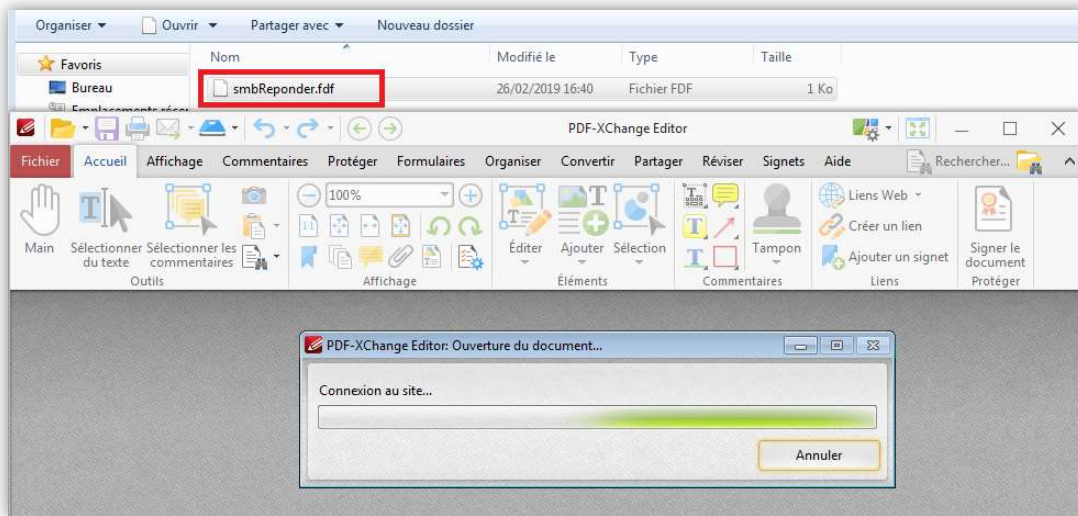 Organiser Ouvrir Partager avec Nouveau dossier
Favoris Nom Modifié le Type Taille
Bureau smbReponder.fdf 26/02/2019 16:40 Fichier FDF 1 Ko
PDF-XChange Editor
Fichier Accueil Affichage Commentaires Protéger Formulaires Organiser Convertir Partager Réviser Signets Aide Rechercher...
100% Liens Web
Créer un lien
Main Sélectionner Sélectionner les Éditer Ajouter Sélection Tampon Ajouter un signet Signer le
du texte commentaires document
Outils Affichage Éléments Commentaires Liens Protéger
PDF-XChange Editor: Ouverture du document...
Connexion au site...
Annuler